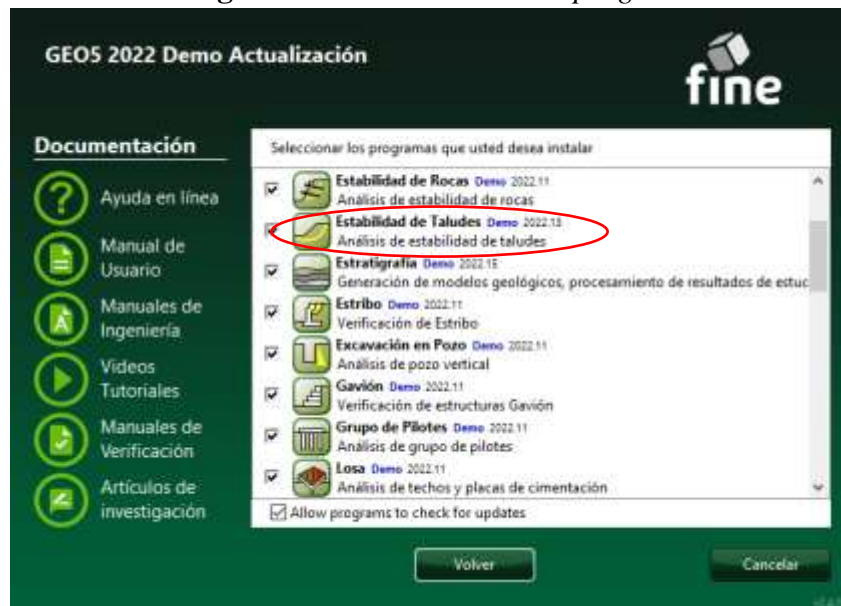 GEO5 2022 Demo Actualización
fine
Documentación
Ayuda en línea
Manual de
Usuario
Manuales de
Ingeniería
Videos
Tutoriales
Manuales de
Verificación
Artículos de
investigación
Seleccionar los programas que usted desea instalar
Estabilidad de Rocas Demo 2022.11
Análisis de estabilidad de rocas
Estabilidad de Taludes Demo 2022.13
Análisis de estabilidad de taludes
Estratigrafía Demo 2022.15
Generación de modelos geológicos, procesamiento de resultados de estuc
Estribo Demo 2022.11
Verificación de Estribo
Excavación en Pozo Demo 2022.11
Análisis de pozo vertical
Gavión Demo 2022.11
Verificación de estructuras Gavión
Grupo de Pilotes Demo 2022.11
Análisis de grupo de pilotes
Losa Demo 2022.11
Análisis de techos y placas de cimentación
Allow programs to check for updates
Volver
Cancelar